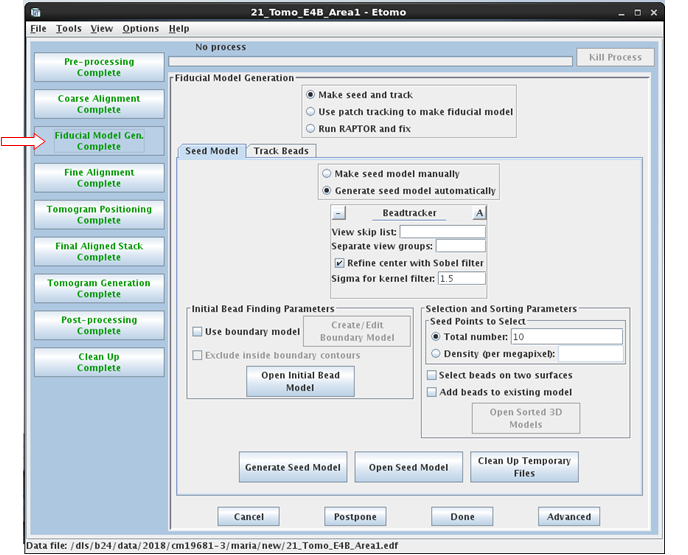 21_Tomo_E4B_Area1 - Etomo
File Tools View Options Help
No process
Kill Process
Pre-processing
Complete
Coarse Alignment
Complete
Fiducial Model Gen.
Complete
Fine Alignment
Complete
Tomogram Positioning
Complete
Final Aligned Stack
Complete
Tomogram Generation
Complete
Post-processing
Complete
Clean Up
Complete
Fiducial Model Generation
Make seed and track
Use patch tracking to make fiducial model
Run RAPTOR and fix
Seed Model Track Beads
Make seed model manually
Generate seed model automatically
- Beadtracker A
View skip list:
Separate view groups:
Refine center with Sobel filter
Sigma for kernel filter: 1.5
Initial Bead Finding Parameters
Use boundary model
Create/Edit
Boundary Model
Exclude inside boundary contours
Open Initial Bead
Model
Selection and Sorting Parameters
Seed Points to Select
Total number: 10
Density (per megapixel):
Select beads on two surfaces
Add beads to existing model
Open Sorted 3D
Models
Generate Seed Model
Open Seed Model
Clean Up Temporary
Files
Cancel Postpone Done Advanced
Data file: /dls/b24/data/2018/cm19681-3/maria/new/21_Tomo_E4B_Area1.edf